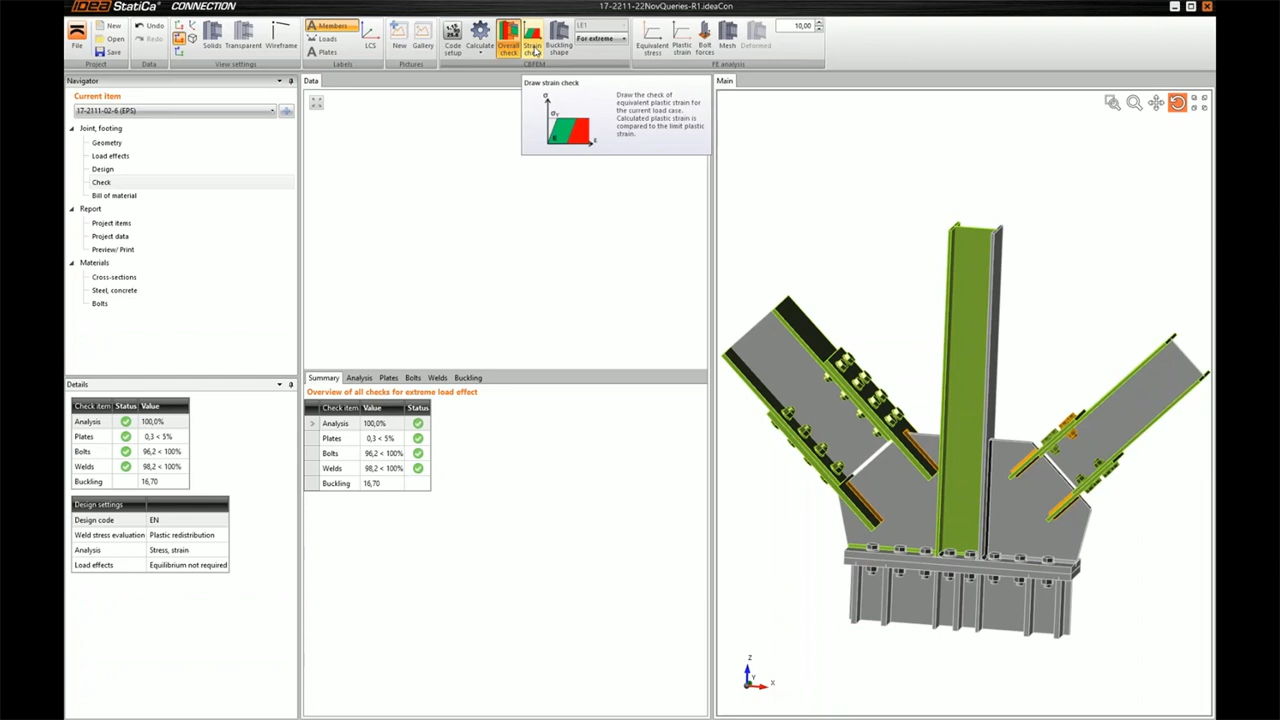 IDEA StatiCa® CONNECTION
17-2211-22NovQueries-R1.ideaCon
File
New
Open
Save
Project
Undo
Redo
Data
Solids
Transparent
Wireframe
View settings
Members
Loads
Plates
LCS
Labels
New
Gallery
Pictures
Code setup
Calculate
Overall check
Strain check
Buckling shape
LE1
For extreme
CBFEM
Equivalent stress
Plastic strain
Bolt forces
Mesh
Deformed
10,00
FE analysis
Navigator
Current item
17-2111-02-6 (EPS)
Joint, footing
Geometry
Load effects
Design
Check
Bill of material
Report
Project items
Project data
Preview/ Print
Materials
Cross-sections
Steel, concrete
Bolts
Data
Draw strain check
Draw the check of
equivalent plastic strain for
the current load case.
Calculated plastic strain is
compared to the limit plastic
strain.
σ
σY
E
ε
Main
Details
Check item Status Value
Analysis 100,0%
Plates 0,3 < 5%
Bolts 96,2 < 100%
Welds 98,2 < 100%
Buckling 16,70
Design settings
Design code EN
Weld stress evaluation Plastic redistribution
Analysis Stress, strain
Load effects Equilibrium not required
Summary Analysis Plates Bolts Welds Buckling
Overview of all checks for extreme load effect
Check item Value Status
> Analysis 100,0%
Plates 0,3 < 5%
Bolts 96,2 < 100%
Welds 98,2 < 100%
Buckling 16,70
Z
Y
X